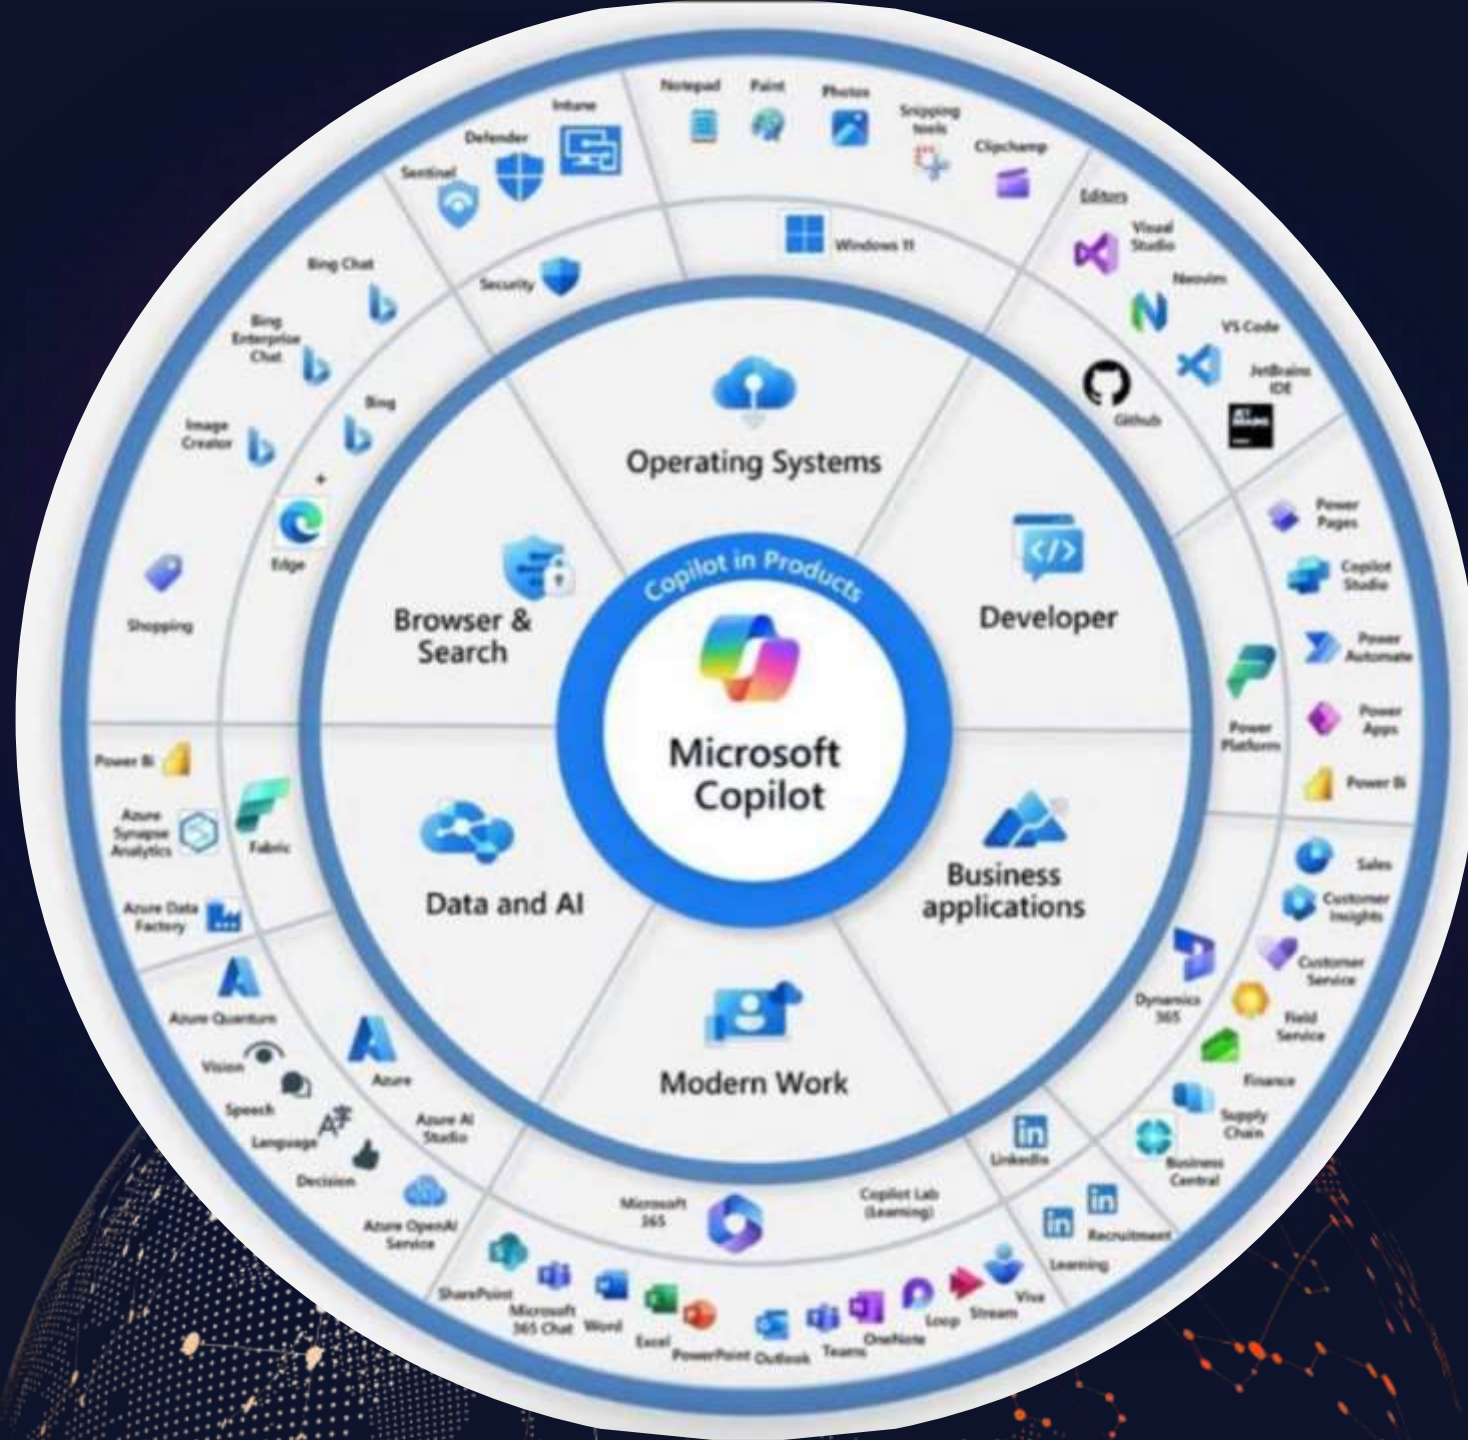 Notepad
Paint
Photos
Snipping
tools
Clipchamp
Windows 11
Intune
Defender
Sentinel
Security
Editors
Visual
Studio
Neovim
VS Code
JetBrains
IDE
Github
Bing Chat
Bing
Enterprise
Chat
Image
Creator
Bing
+
Edge
Shopping
Operating Systems
Browser &
Search
Developer
Copilot in Products
Microsoft
Copilot
Data and AI
Business
applications
Modern Work
Power
Pages
Copilot
Studio
Power
Automate
Power
Apps
Power Bi
Power
Platform
Power Bi
Azure
Synapse
Analytics
Azure Data
Factory
Fabric
Sales
Customer
Insights
Customer
Service
Field
Service
Finance
Supply
Chain
Business
Central
Dynamics
365
Azure Quantum
Vision
Speech
Language
Decision
Azure OpenAI
Service
Azure
Azure AI
Studio
LinkedIn
in
in
in
Recruitment
Learning
Microsoft
365
Copilot Lab
(Learning)
SharePoint
Microsoft
365 Chat
Word
Excel
PowerPoint
Outlook
Teams
OneNote
Loop
Stream
Viva